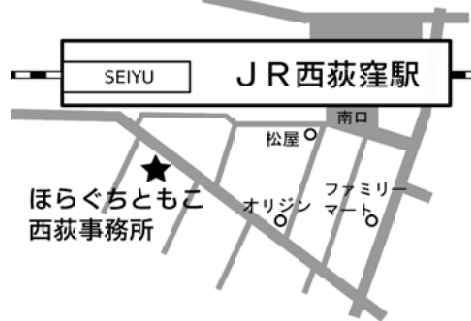 SEIYU
JR西荻窪駅
南口
松屋
ほらぐちともこ
西荻事務所
オリジン
ファミリー
マート